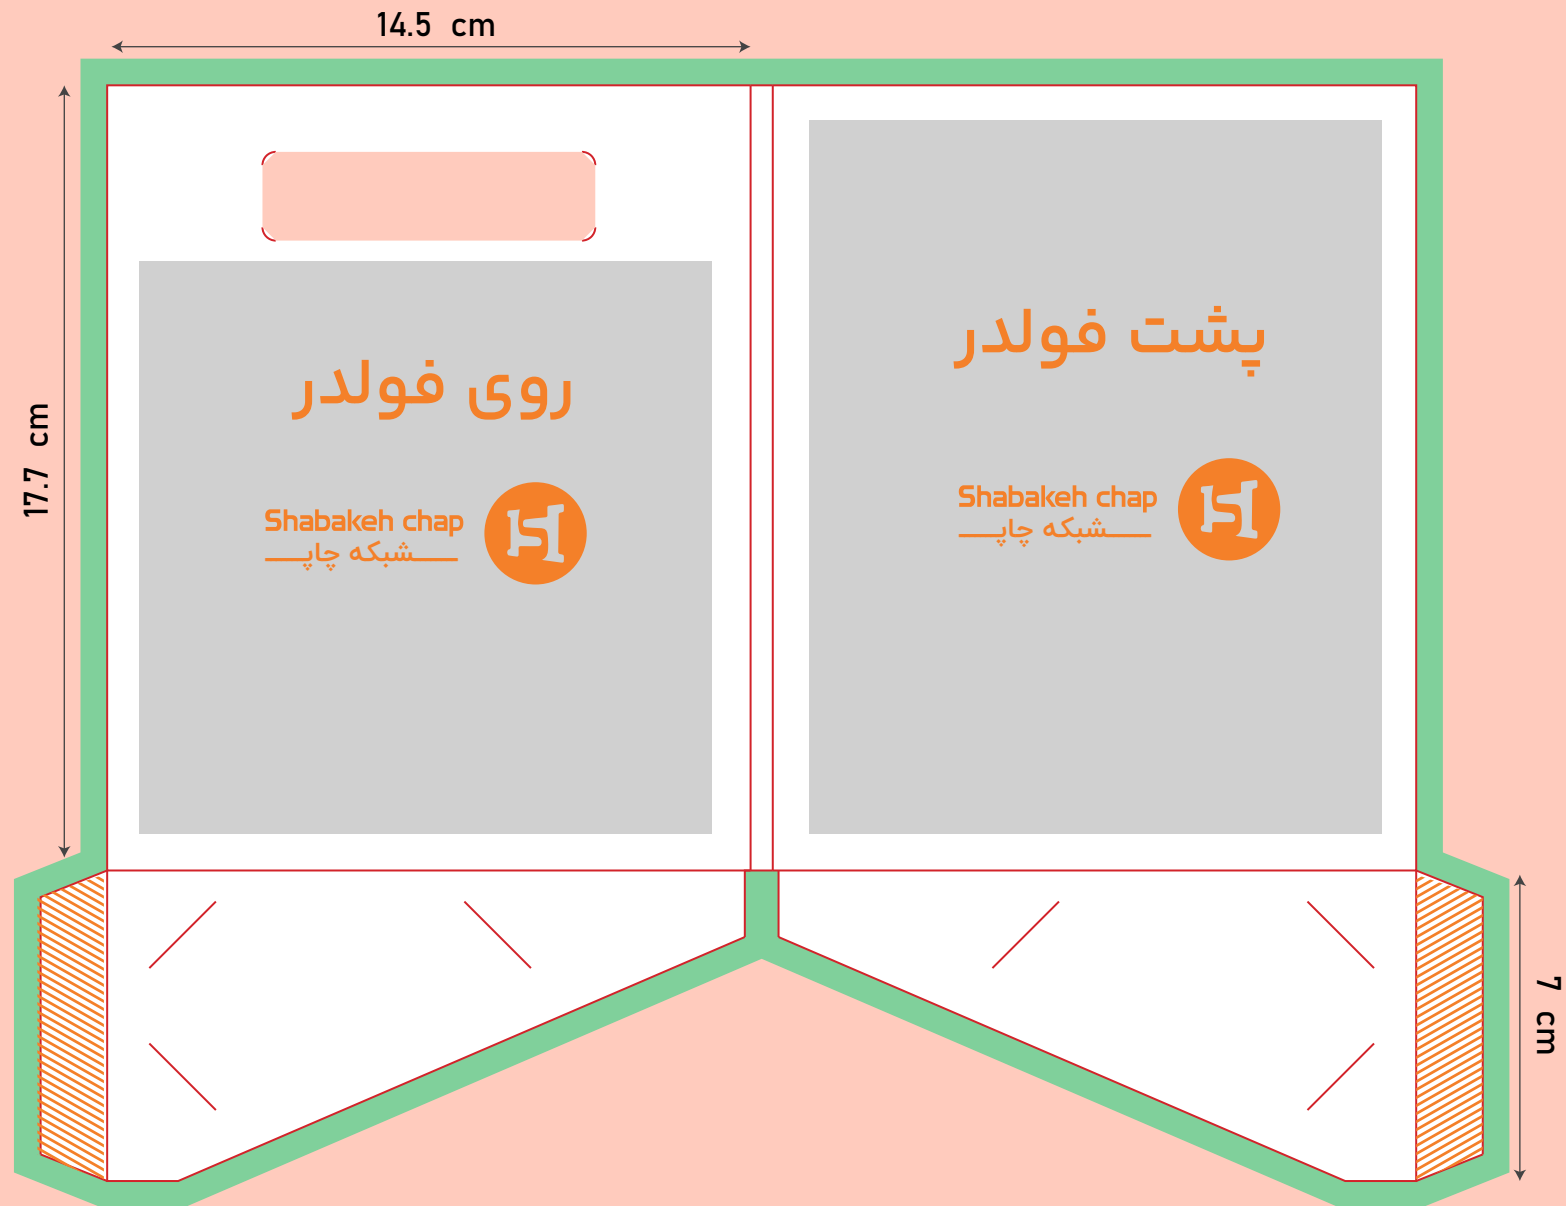 14.5 cm
17.7 cm
روی فولدر
Shabakeh chap
شبکه چاپ
پشت فولدر
Shabakeh chap
شبکه چاپ
7 cm